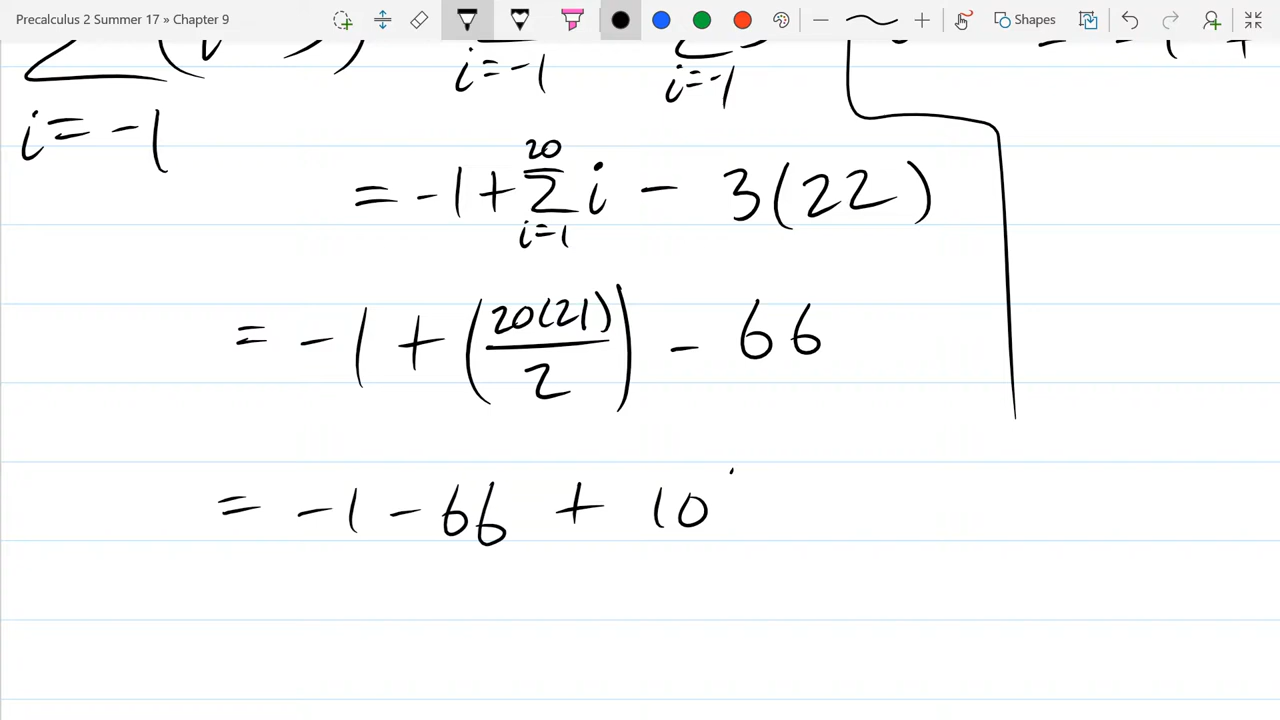 Precalculus 2 Summer 17 » Chapter 9
Shapes
i = -1
i = -1
i = -1
= -1 + Σ_{i=1}^{20} i - 3(22)
= -1 + (20(21)/2) - 66
= -1 - 66 + 10